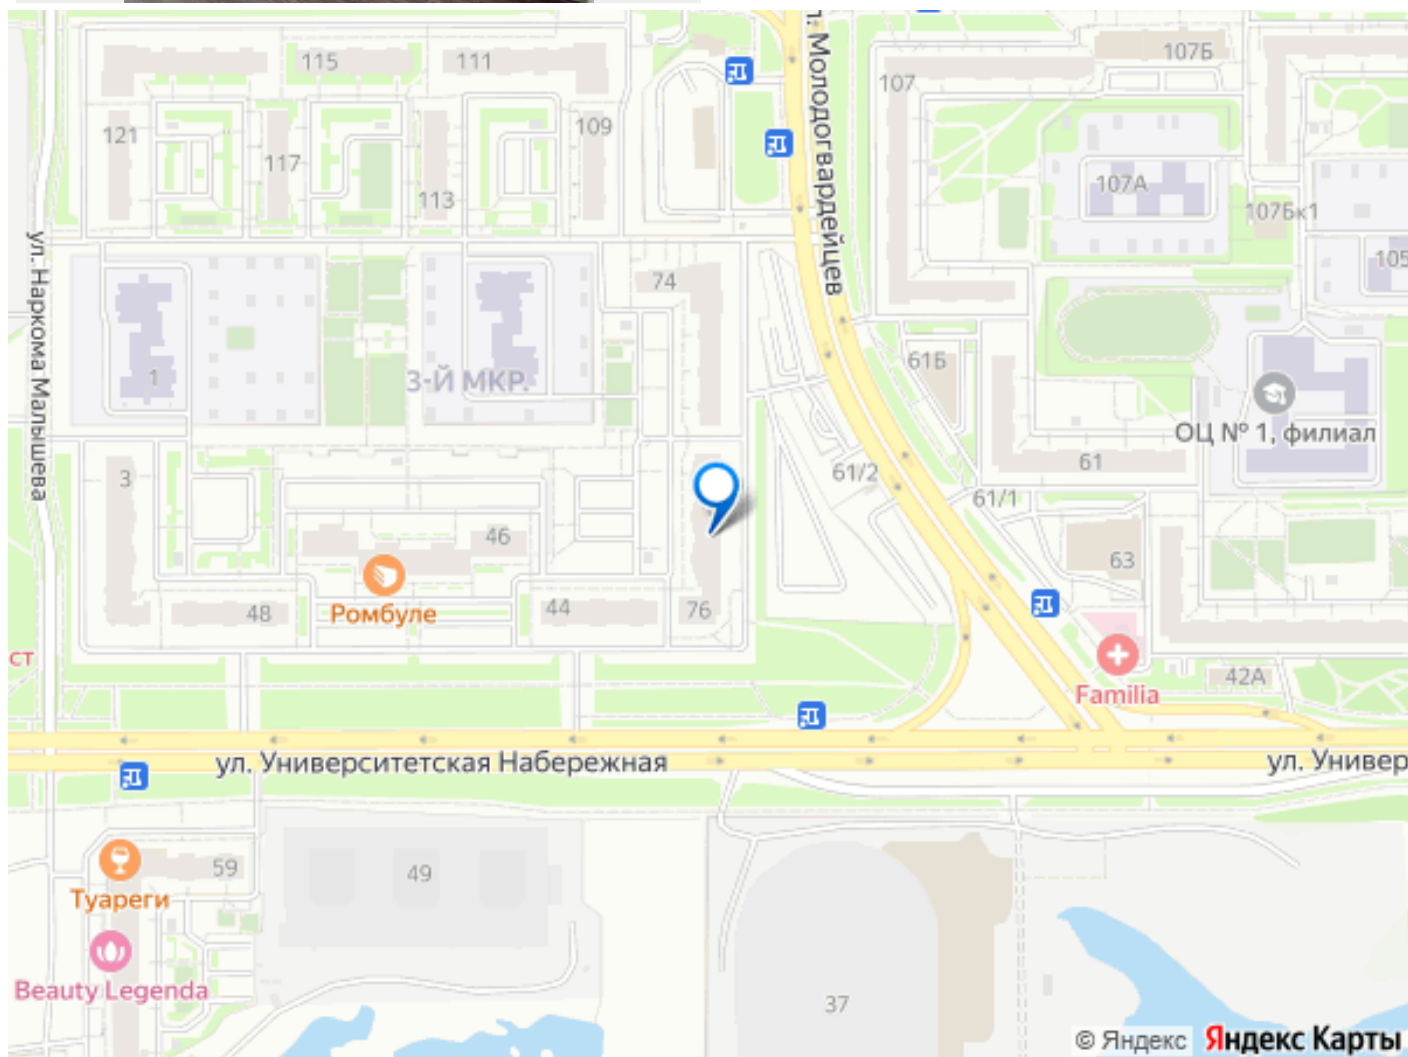 115
111
107Б
107
л. Молодогвардейцев
121
117
109
113
107А
107Бк1
105
ул. Наркома Малышева
74
1
3-Й МКР.
61Б
ОЦ № 1, филиал
61
61/2
61/1
3
46
63
48
Ромбуле
44
76
ст
42А
Familia
ул. Университетская Набережная
ул. Универ
59
49
Туареги
Beauty Legenda
37
© Яндекс Яндекс Карты